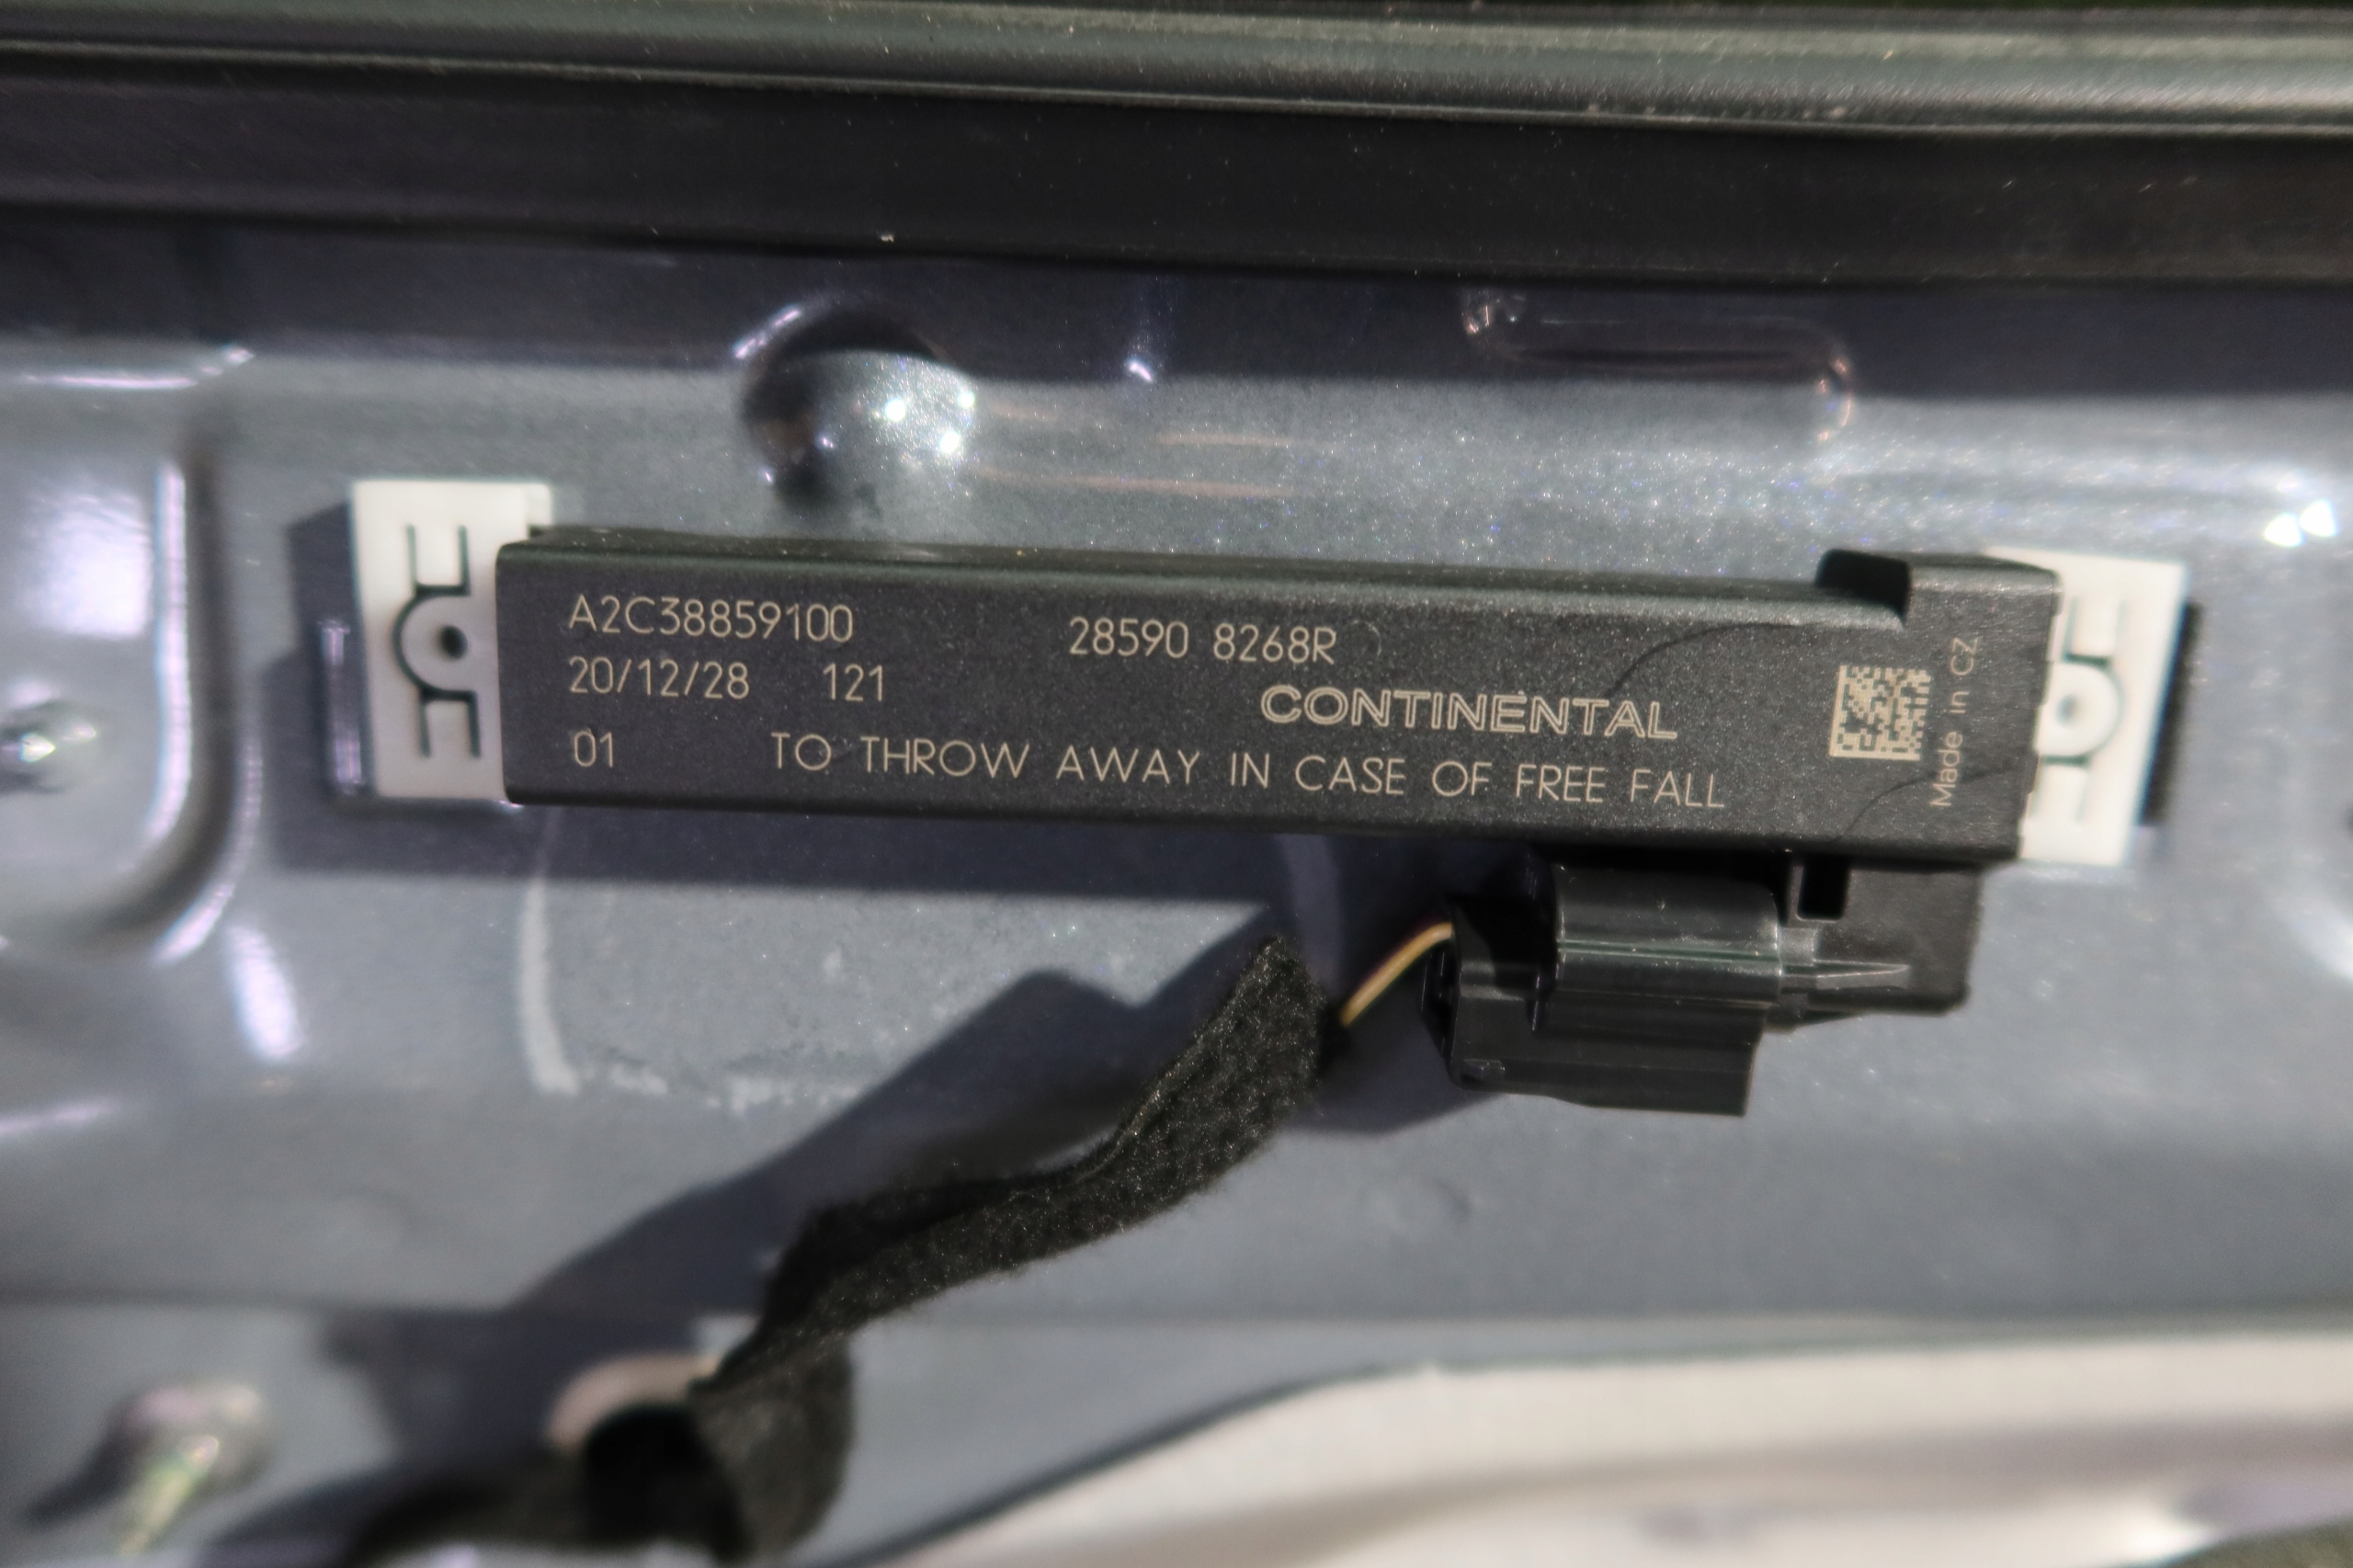 A2C38859100 28590 8268R
20/12/28 121
CONTINENTAL
01 TO THROW AWAY IN CASE OF FREE FALL
Made in CZ